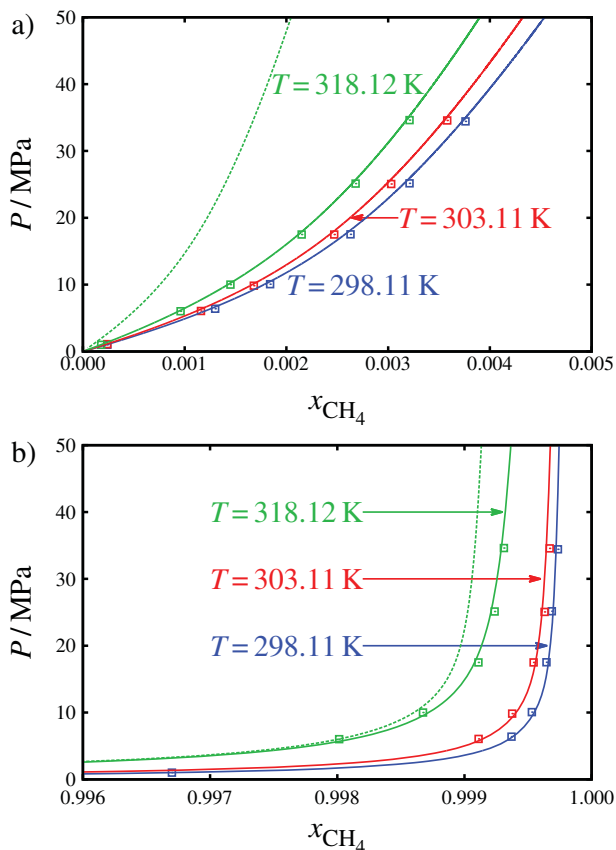 a)
50
40
30
20
10
0
P / MPa
T = 318.12 K
T = 303.11 K
T = 298.11 K
0.000 0.001 0.002 0.003 0.004 0.005
xCH4
b)
50
40
30
20
10
0
P / MPa
T = 318.12 K
T = 303.11 K
T = 298.11 K
0.996 0.997 0.998 0.999 1.000
xCH4